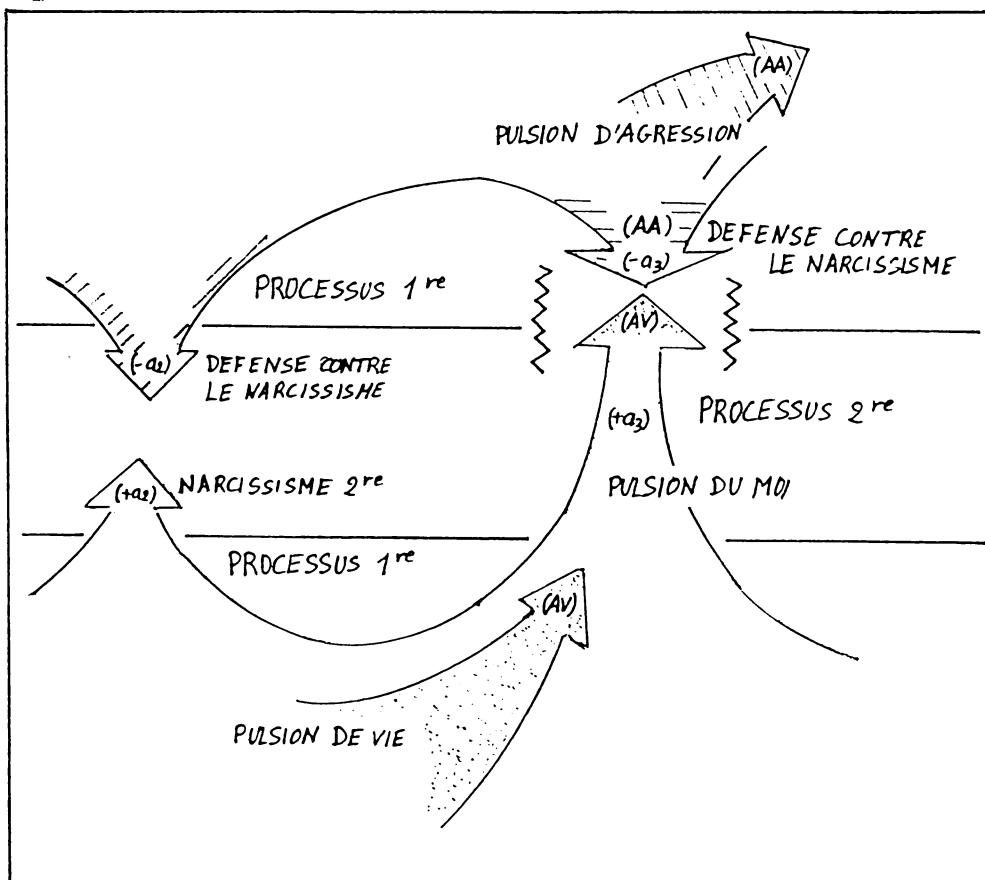 (AA)
PULSION D'AGRESSION
(AA)
(-a3)
DEFENSE CONTRE
LE NARCISSISME
PROCESSUS 1re
(-a2)
DEFENSE CONTRE
LE NARCISSISME
(AV)
(+a3)
PROCESSUS 2re
(+a2)
NARCISSISME 2re
PULSION DU MOI
PROCESSUS 1re
(AV)
PULSION DE VIE